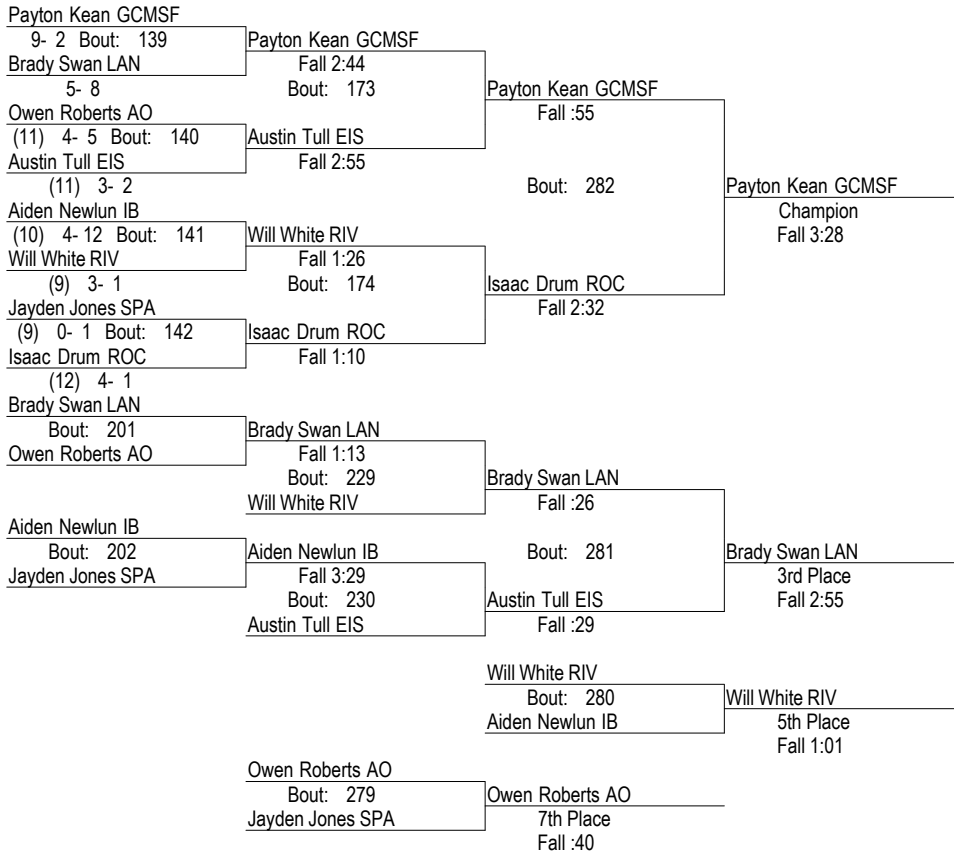 Payton Kean GCMSF
9- 2 Bout: 139
Payton Kean GCMSF
Brady Swan LAN
Fall 2:44
5- 8
Bout: 173
Payton Kean GCMSF
Owen Roberts AO
Fall :55
(11) 4- 5 Bout: 140
Austin Tull EIS
Austin Tull EIS
Fall 2:55
(11) 3- 2
Bout: 282
Payton Kean GCMSF
Aiden Newlun IB
Champion
(10) 4-12 Bout: 141
Will White RIV
Fall 3:28
Will White RIV
Fall 1:26
(9) 3- 1
Bout: 174
Isaac Drum ROC
Jayden Jones SPA
Fall 2:32
(9) 0- 1 Bout: 142
Isaac Drum ROC
Isaac Drum ROC
Fall 1:10
(12) 4- 1
Brady Swan LAN
Bout: 201
Brady Swan LAN
Owen Roberts AO
Fall 1:13
Bout: 229
Brady Swan LAN
Will White RIV
Fall :26
Aiden Newlun IB
Bout: 202
Aiden Newlun IB
Bout: 281
Brady Swan LAN
Jayden Jones SPA
Fall 3:29
3rd Place
Bout: 230
Austin Tull EIS
Fall 2:55
Austin Tull EIS
Fall :29
Will White RIV
Bout: 280
Will White RIV
Aiden Newlun IB
5th Place
Fall 1:01
Owen Roberts AO
Bout: 279
Owen Roberts AO
Jayden Jones SPA
7th Place
Fall :40